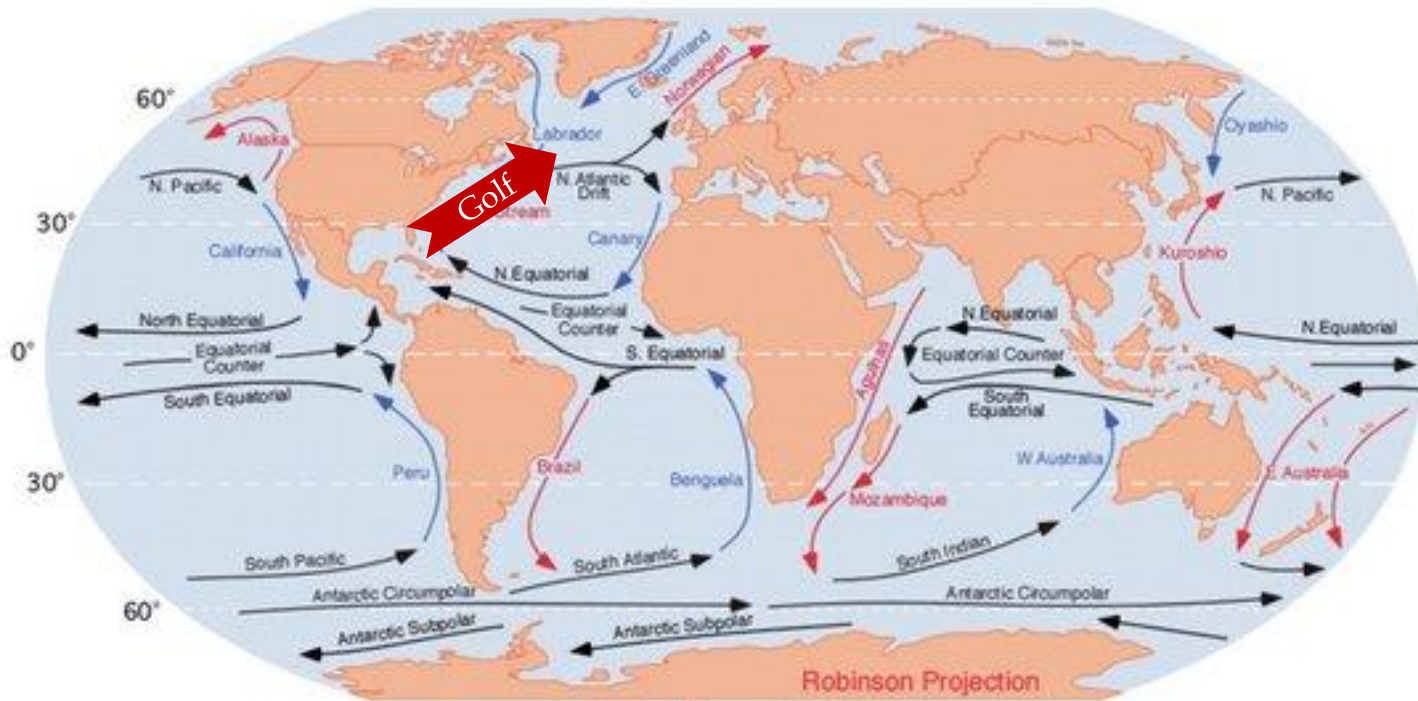 60°
E. Greenland
Norwegian
Alaska
Labrador
Oyashio
N. Pacific
Golf
N. Atlantic
Drift
N. Pacific
30°
Stream
California
Canary
Kuroshio
N.Equatorial
North Equatorial
Equatorial
Counter
N.Equatorial
N.Equatorial
0°
Equatorial
Counter
S. Equatorial
Equatorial Counter
South Equatorial
Agulhas
South
Equatorial
30°
Peru
Brazil
Benguela
Mozambique
W.Australia
E. Australia
South Pacific
South Atlantic
South Indian
60°
Antarctic Circumpolar
Antarctic Circumpolar
Antarctic Subpolar
Antarctic Subpolar
Robinson Projection